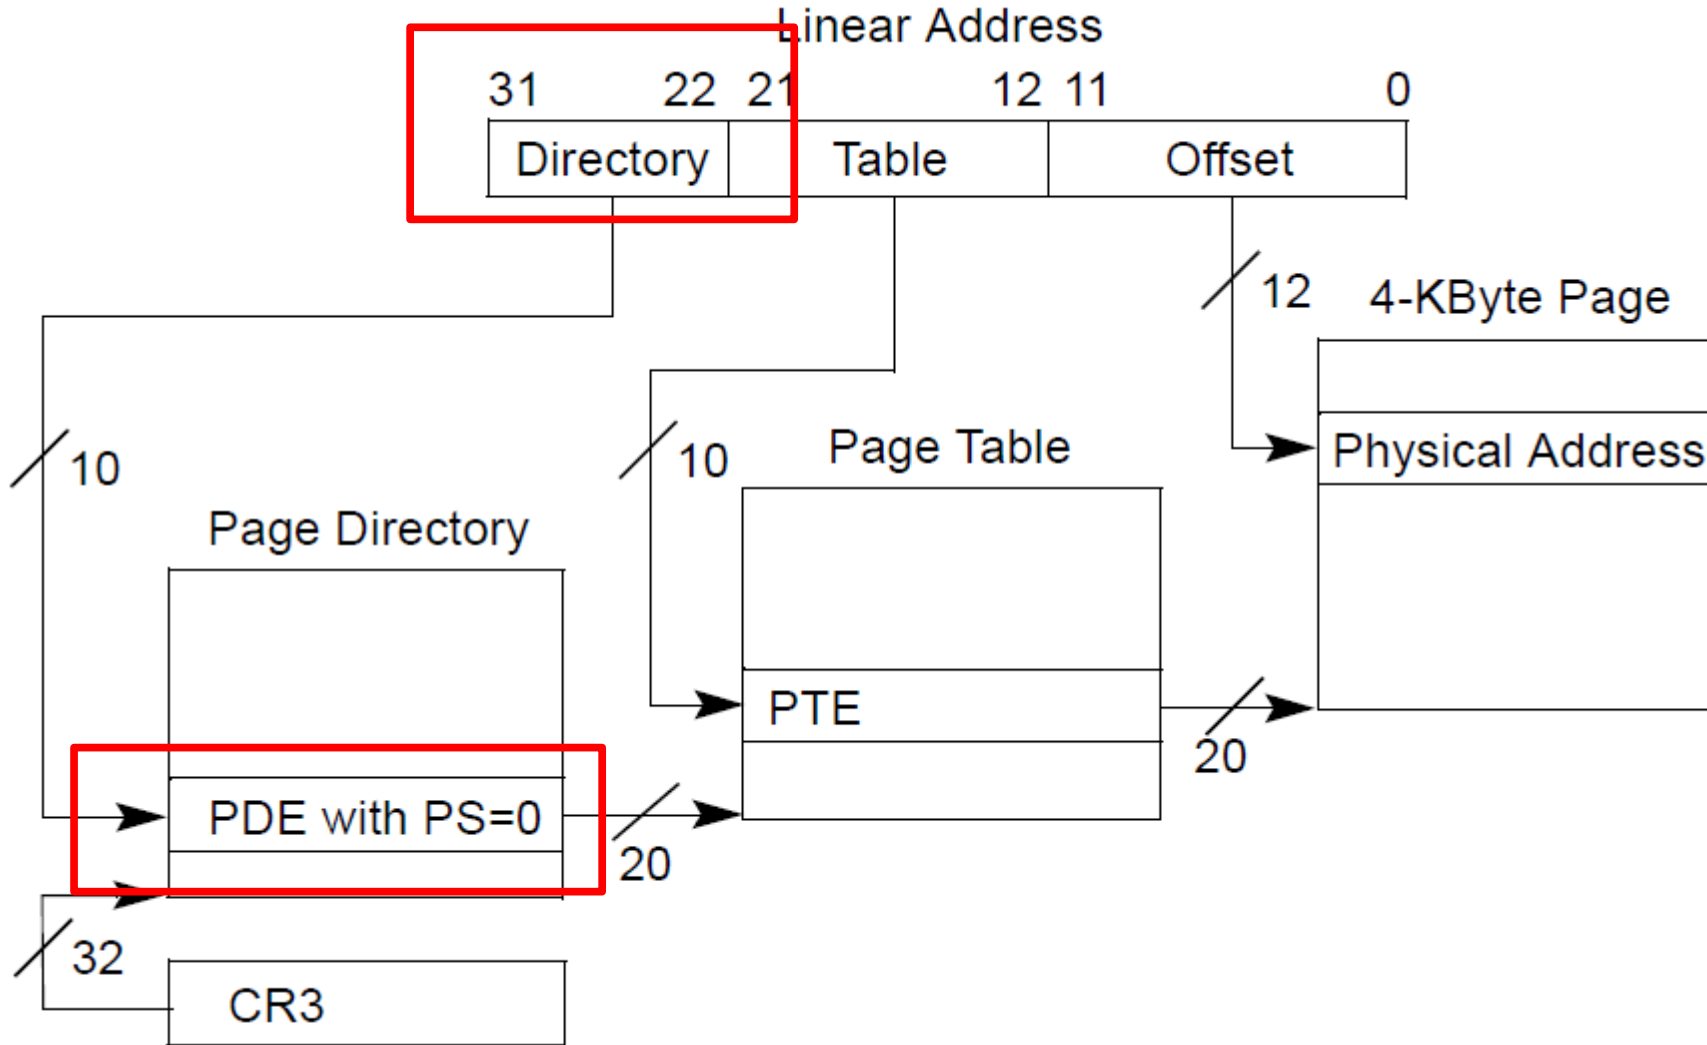 Linear Address
31 22 21 12 11 0
Directory Table Offset
12
4-KByte Page
Physical Address
10
10
Page Table
Page Directory
PTE
20
PDE with PS=0
20
32
CR3